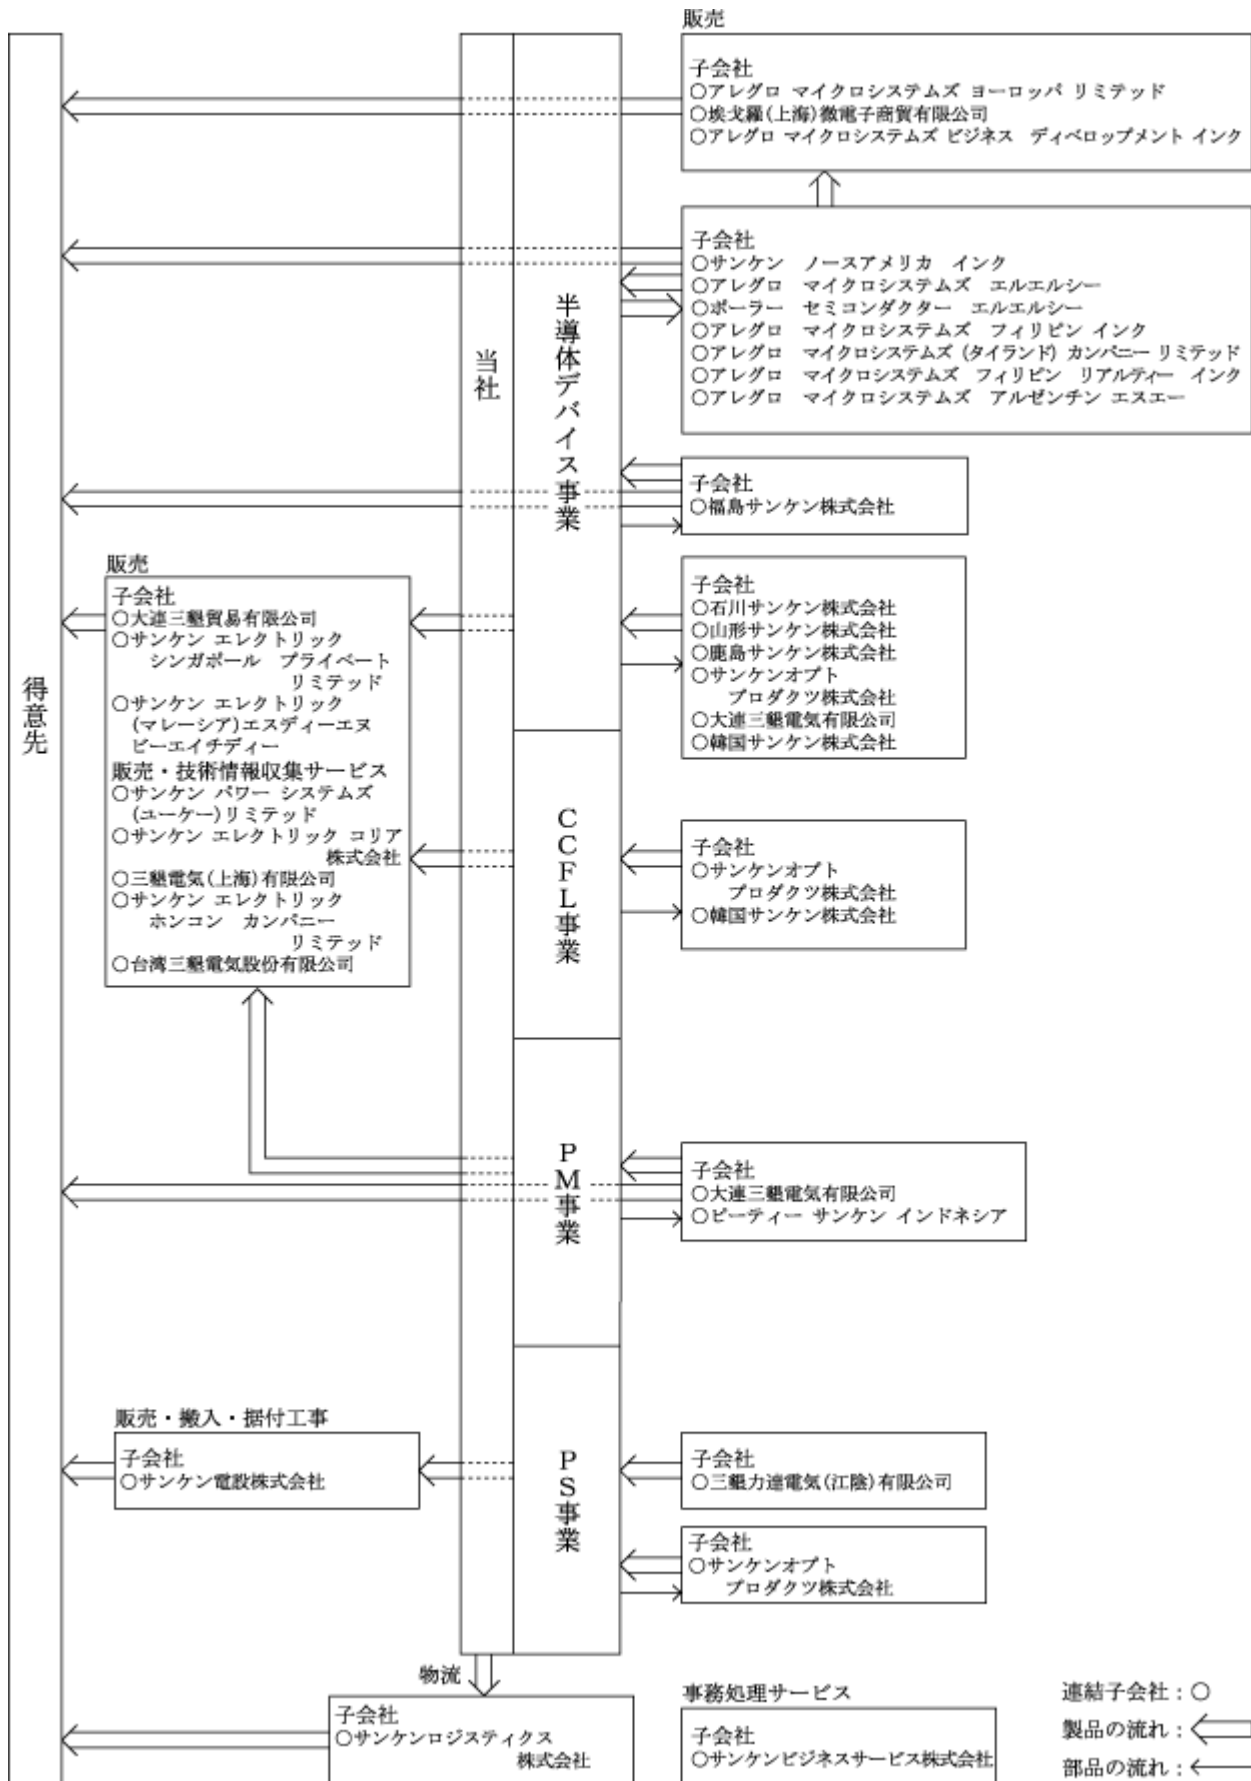 販売
子会社
○アレグロ マイクロシステムズ ヨーロッパ リミテッド
○埃戈羅(上海)微電子商貿有限公司
○アレグロ マイクロシステムズ ビジネス ディベロップメント インク
子会社
○サンケン ノースアメリカ インク
○アレグロ マイクロシステムズ エルエルシー
○ポーラー セミコンダクター エルエルシー
○アレグロ マイクロシステムズ フィリピン インク
○アレグロ マイクロシステムズ (タイランド) カンパニー リミテッド
○アレグロ マイクロシステムズ フィリピン リアルティー インク
○アレグロ マイクロシステムズ アルゼンチン エスエー
半導体デバイス事業
当社
子会社
○福島サンケン株式会社
子会社
○石川サンケン株式会社
○山形サンケン株式会社
○鹿島サンケン株式会社
○サンケンオプト
プロダクツ株式会社
○大連三墾電気有限公司
○韓国サンケン株式会社
得意先
販売
子会社
○大連三墾貿易有限公司
○サンケン エレクトリック
シンガポール プライベート
リミテッド
○サンケン エレクトリック
(マレーシア)エスディーエヌ
ビーエイチディー
販売・技術情報収集サービス
○サンケン パワー システムズ
(ユーケー)リミテッド
○サンケン エレクトリック コリア
株式会社
○三墾電気(上海)有限公司
○サンケン エレクトリック
ホンコン カンパニー
リミテッド
○台湾三墾電気股份有限公司
CCFL事業
子会社
○サンケンオプト
プロダクツ株式会社
○韓国サンケン株式会社
PM事業
子会社
○大連三墾電気有限公司
○ピーティー サンケン インドネシア
販売・搬入・据付工事
子会社
○サンケン電設株式会社
PS事業
子会社
○三墾力達電気(江陰)有限公司
子会社
○サンケンオプト
プロダクツ株式会社
物流
子会社
○サンケンロジスティクス
株式会社
事務処理サービス
子会社
○サンケンビジネスサービス株式会社
連結子会社：○
製品の流れ：
部品の流れ：